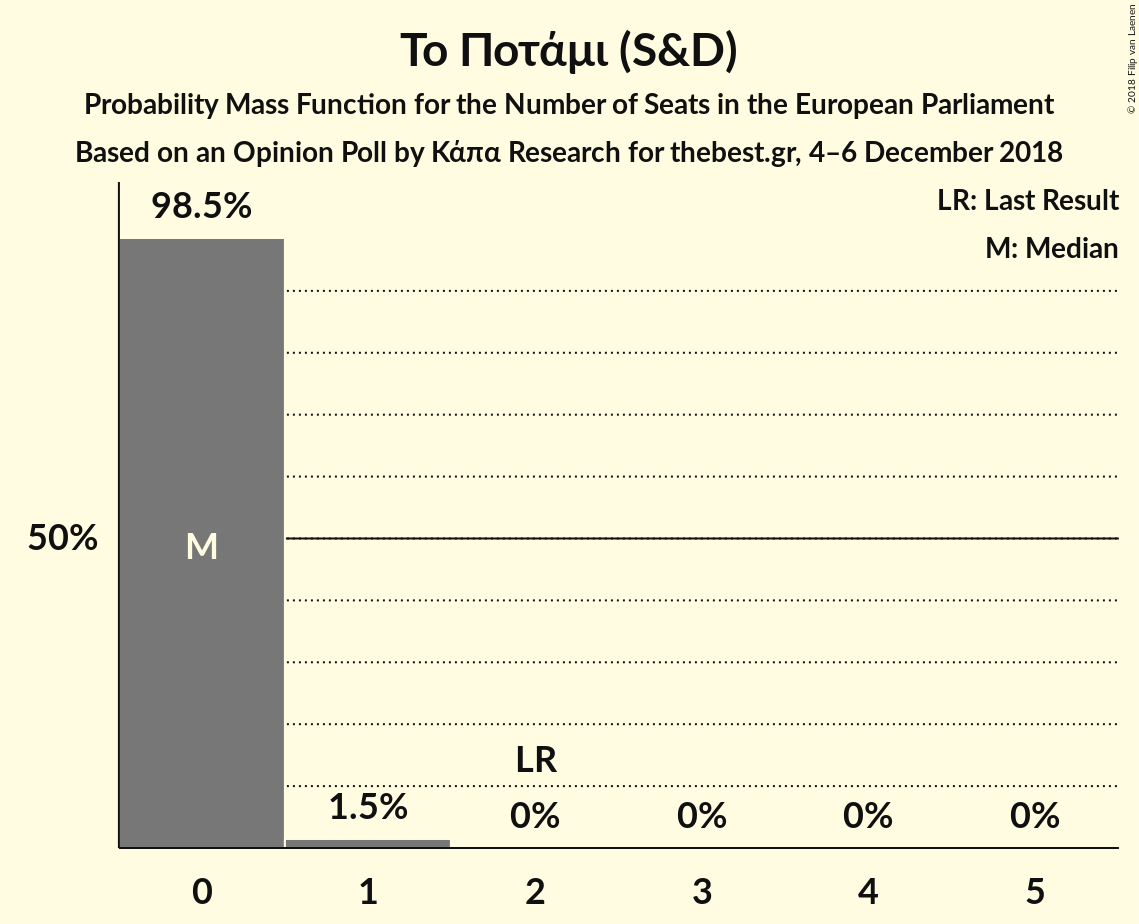 Το Ποτάμι (S&D)
Probability Mass Function for the Number of Seats in the European Parliament
Based on an Opinion Poll by Κάπα Research for thebest.gr, 4–6 December 2018
© 2018 Filip van Laenen
LR: Last Result
M: Median
98.5%
50%
M
LR
1.5%
0%
0%
0%
0%
0
1
2
3
4
5